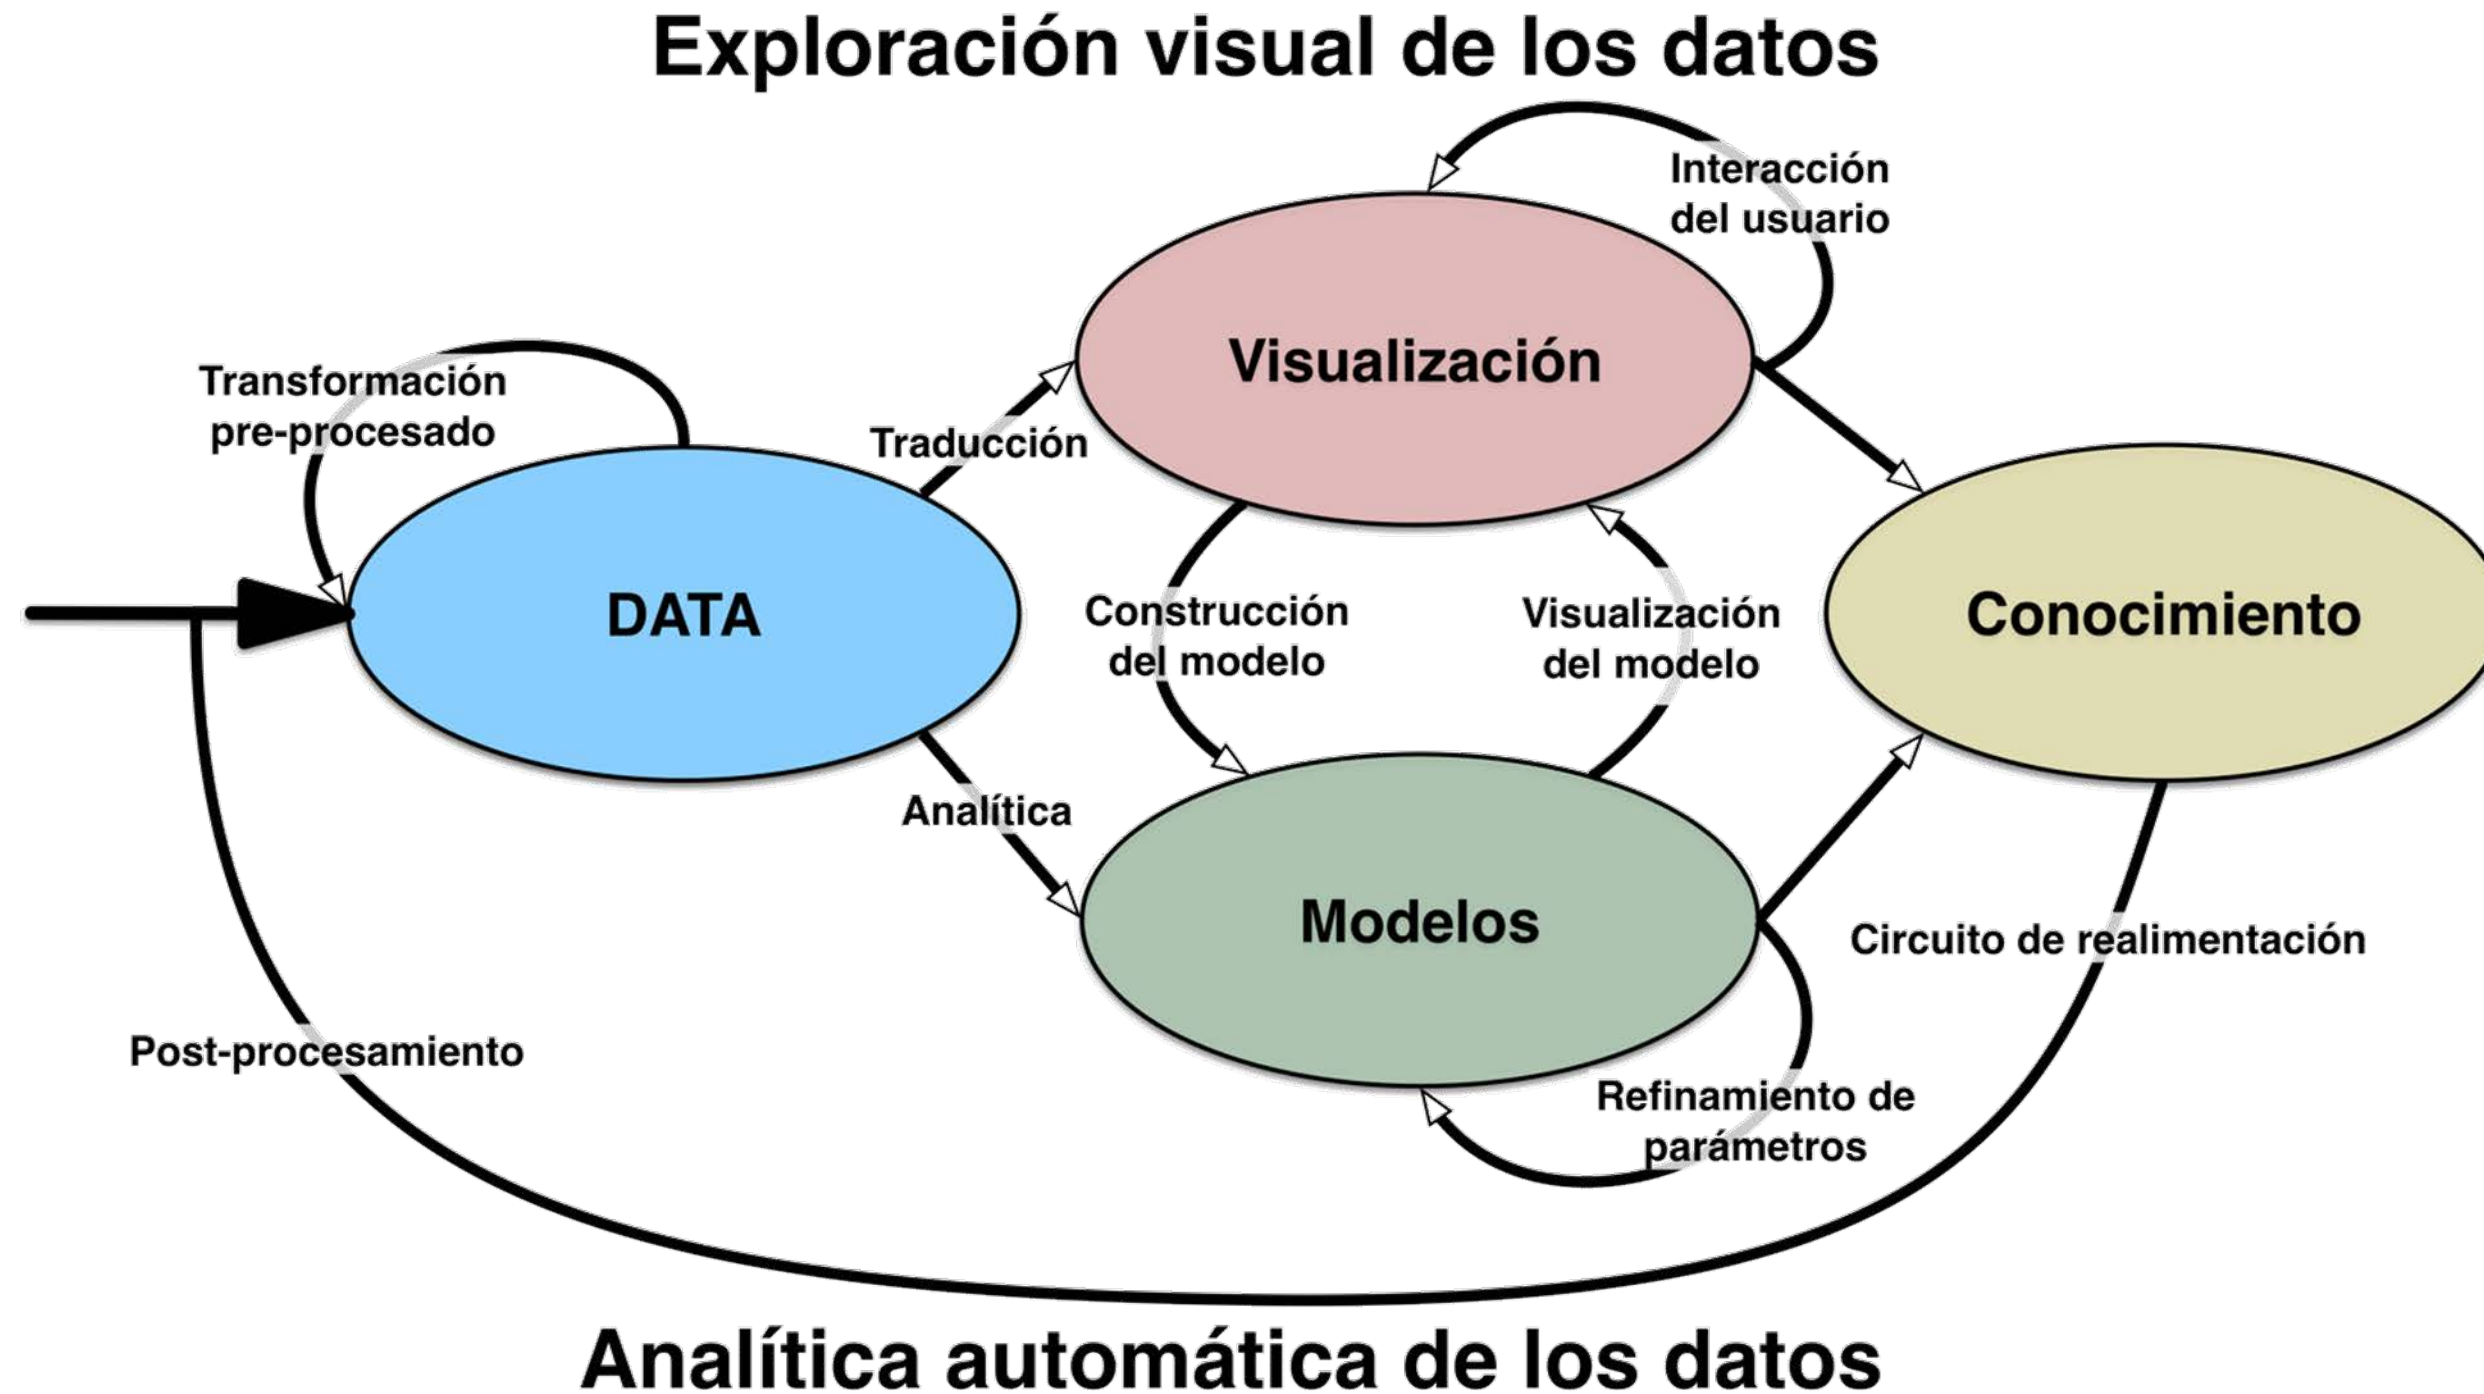 Exploración visual de los datos
Interacción
del usuario
Visualización
Transformación
pre-procesado
Traducción
DATA
Construcción
del modelo
Visualización
del modelo
Conocimiento
Analítica
Modelos
Circuito de realimentación
Post-procesamiento
Refinamiento de
parámetros
Analítica automática de los datos